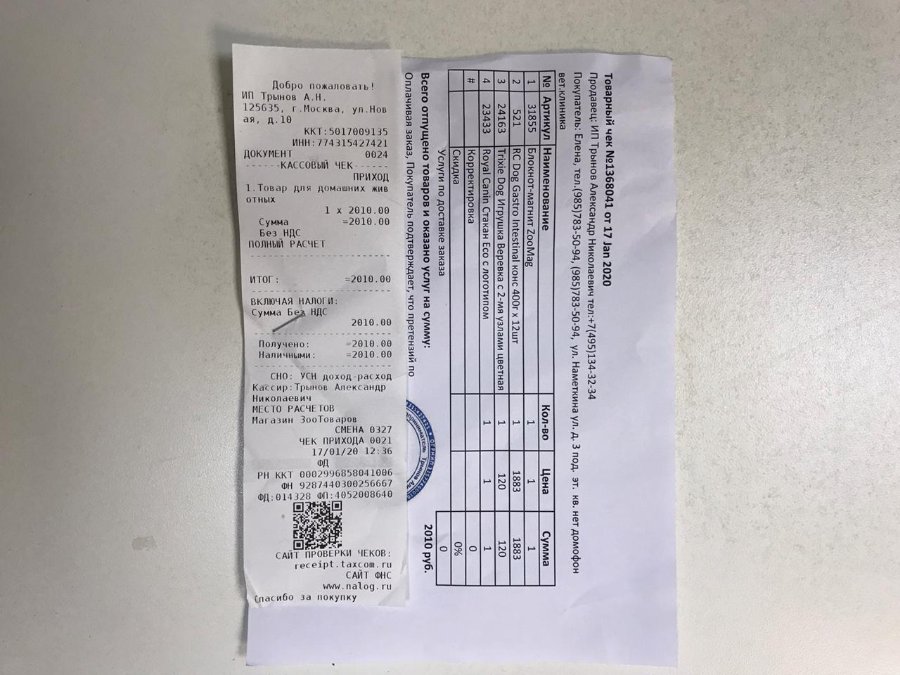 Добро пожаловать!
ИП Трынов А.Н.
125635, г.Москва, ул.Нов
ая, д.10
ККТ:5017009135
ИНН:774315427421
ДОКУМЕНТ 0024
------КАССОВЫЙ ЧЕК------
ПРИХОД
1.Товар для домашних жив
отных
1 x 2010.00
Сумма =2010.00
Без НДС
ПОЛНЫЙ РАСЧЕТ
ИТОГ: =2010.00
ВКЛЮЧАЯ НАЛОГИ:
Сумма Без НДС
2010.00
Получено: =2010.00
Наличными: =2010.00
СНО: УСН доход-расход
Кассир:Трынов Александр
Николаевич
МЕСТО РАСЧЕТОВ
Магазин ЗооТоваров
СМЕНА 0327
ЧЕК ПРИХОДА 0021
17/01/20 12:36
ФД
РН ККТ 0002996858041006
ФН 9287440300256667
ФД:014328 ФП:4052008640
САЙТ ПРОВЕРКИ ЧЕКОВ:
receipt.taxcom.ru
САЙТ ФНС
www.nalog.ru
Спасибо за покупку
Товарный чек №1368041 от 17 Jan 2020
Продавец: ИП Трынов Александр Николаевич тел:+7(495)134-32-34
Покупатель: Елена, тел.(985)783-50-94, (985)783-50-94, ул. Наметкина ул. д. 3 под. эт. кв. нет домофон
вет.клиника
№ Артикул Наименование Кол-во Цена Сумма
1 31855 Блокнот-магнит ZooMag 1 1 1
2 521 RC Dog Gastro Intestinal конс 400г x 12шт 1 1883 1883
3 24163 Trixie Dog Игрушка Веревка с 2-мя узлами цветная 1 120 120
4 23433 Royal Canin Стакан Eco с логотипом 1 1 1
# Корректировка 0
Скидка 0%
Услуги по доставке заказа 0
Всего отпущено товаров и оказано услуг на сумму: 2010 руб.
Оплачивая заказ, Покупатель подтверждает, что претензий по